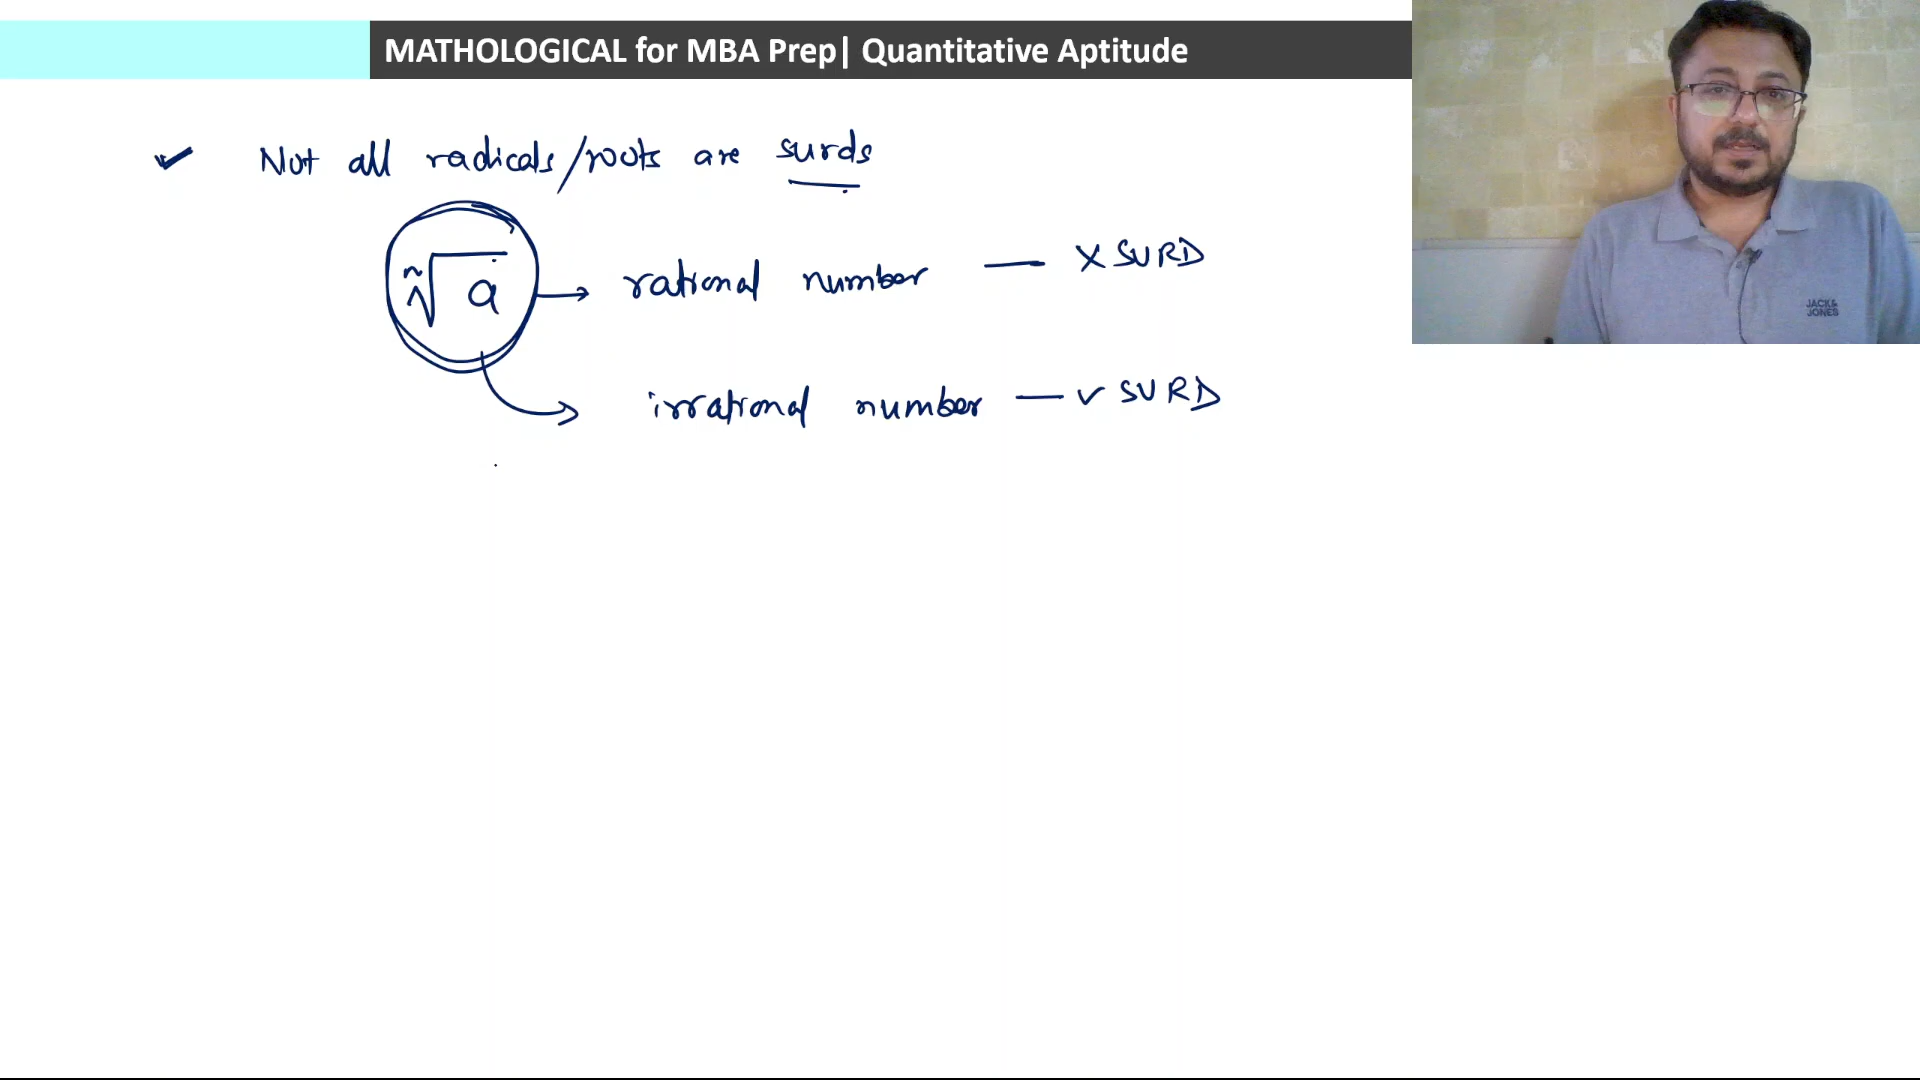 MATHOLOGICAL for MBA Prep| Quantitative Aptitude
✓ Not all radicals/roots are surds
ⁿ√a → rational number — X SURD
→ irrational number — ✓ SURD
JACK&
JONES